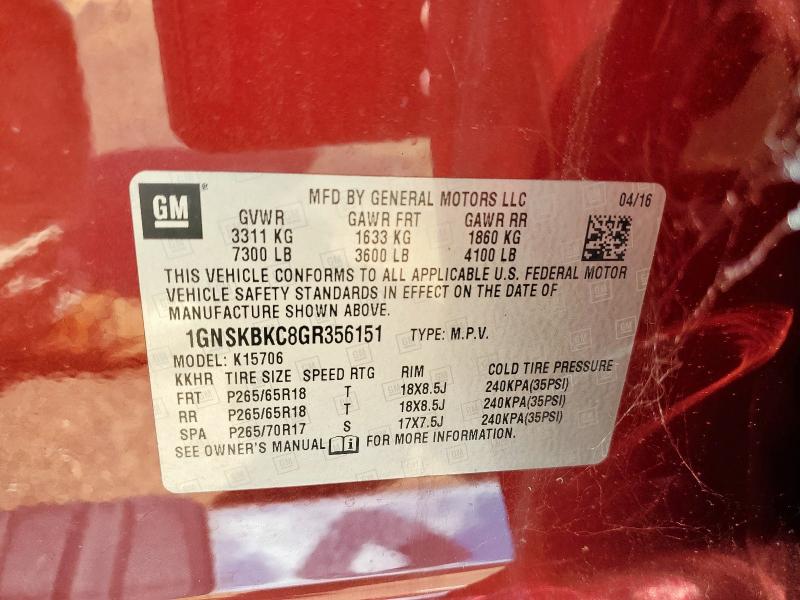 GM ®
MFD BY GENERAL MOTORS LLC 04/16
GVWR GAWR FRT GAWR RR
3311 KG 1633 KG 1860 KG
7300 LB 3600 LB 4100 LB
THIS VEHICLE CONFORMS TO ALL APPLICABLE U.S. FEDERAL MOTOR
VEHICLE SAFETY STANDARDS IN EFFECT ON THE DATE OF
MANUFACTURE SHOWN ABOVE.
1GNSKBKC8GR356151 TYPE: M.P.V.
MODEL: K15706
KKHR TIRE SIZE SPEED RTG RIM COLD TIRE PRESSURE
FRT P265/65R18 T 18X8.5J 240KPA(35PSI)
RR P265/65R18 T 18X8.5J 240KPA(35PSI)
SPA P265/70R17 S 17X7.5J 240KPA(35PSI)
SEE OWNER'S MANUAL FOR MORE INFORMATION.